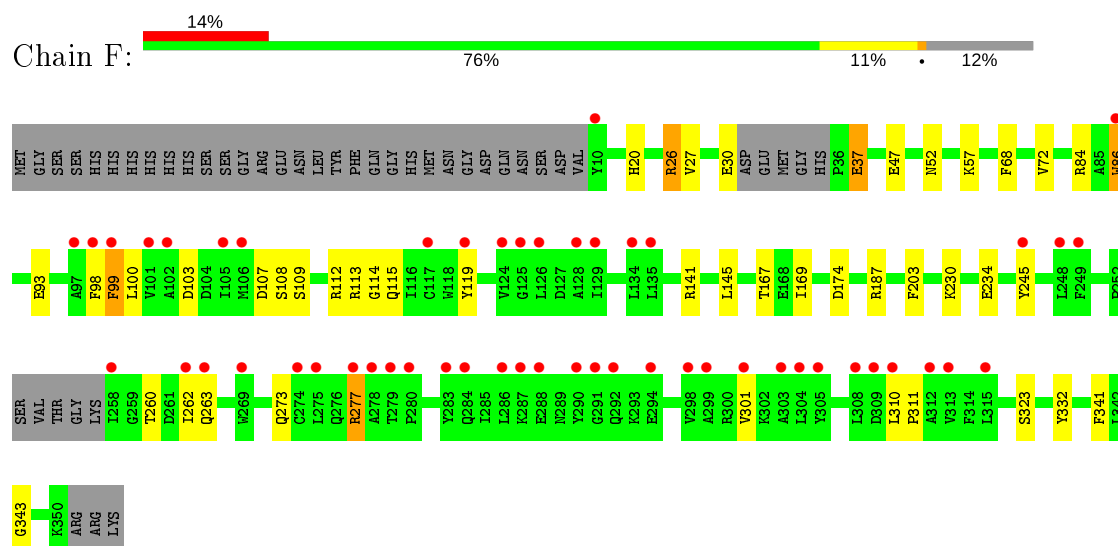 14%
Chain F:
76%
11%
•
12%
MET GLY SER SER HIS HIS HIS HIS HIS HIS SER SER GLY ARG GLU ASN LEU TYR PHE GLN GLY HIS MET ASN GLY ASP GLN ASN SER ASP VAL Y10 H20 R26 V27 E30 ASP GLU MET GLY HIS P36 E37 E47 N52 K57 F68 V72 R84 A85 W86
E93 A97 F98 F99 L100 V101 A102 D103 D104 I105 M106 D107 S108 S109 R112 R113 G114 Q115 I116 C117 W118 Y119 V124 G125 L126 D127 A128 I129 L134 L135 R141 L145 T167 E168 I169 D174 R187 F203 K230 E234 Y245 L248 F249 P252
SER VAL THR GLY LYS I258 G259 T260 D261 I262 Q263 W269 Q273 C274 L275 Q276 R277 A278 T279 P280 Y283 Q284 I285 L286 K287 E288 N289 Y290 G291 Q292 K293 E294 V298 A299 R300 V301 K302 A303 L304 Y305 L308 D309 L310 P311 A312 V313 F314 L315 S323 Y332 F341 L342
G343 K350 ARG ARG LYS